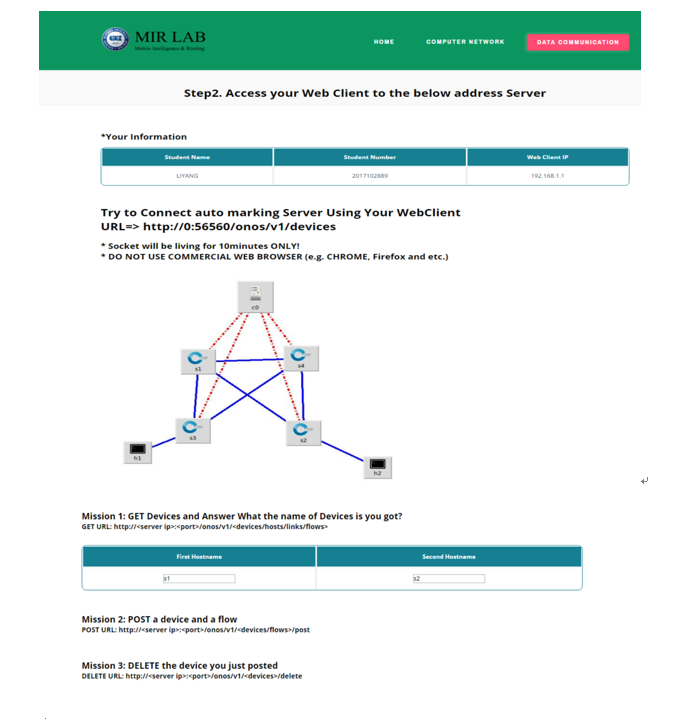 MIR LAB
Mobile Intelligence & Routing
HOME
COMPUTER NETWORK
DATA COMMUNICATION
Step2. Access your Web Client to the below address Server
*Your Information
Student Name
Student Number
Web Client IP
LIYANG
2017102889
192.168.1.1
Try to Connect auto marking Server Using Your WebClient
URL=> http://0:56560/onos/v1/devices
* Socket will be living for 10minutes ONLY!
* DO NOT USE COMMERCIAL WEB BROWSER (e.g. CHROME, Firefox and etc.)
c0
s1
s4
s3
s2
h1
h2
Mission 1: GET Devices and Answer What the name of Devices is you got?
GET URL: http://<server ip>:<port>/onos/v1/<devices/hosts/links/flows>
First Hostname
Second Hostname
s1
s2
Mission 2: POST a device and a flow
POST URL: http://<server ip>:<port>/onos/v1/<devices/flows>/post
Mission 3: DELETE the device you just posted
DELETE URL: http://<server ip>:<port>/onos/v1/<devices>/delete